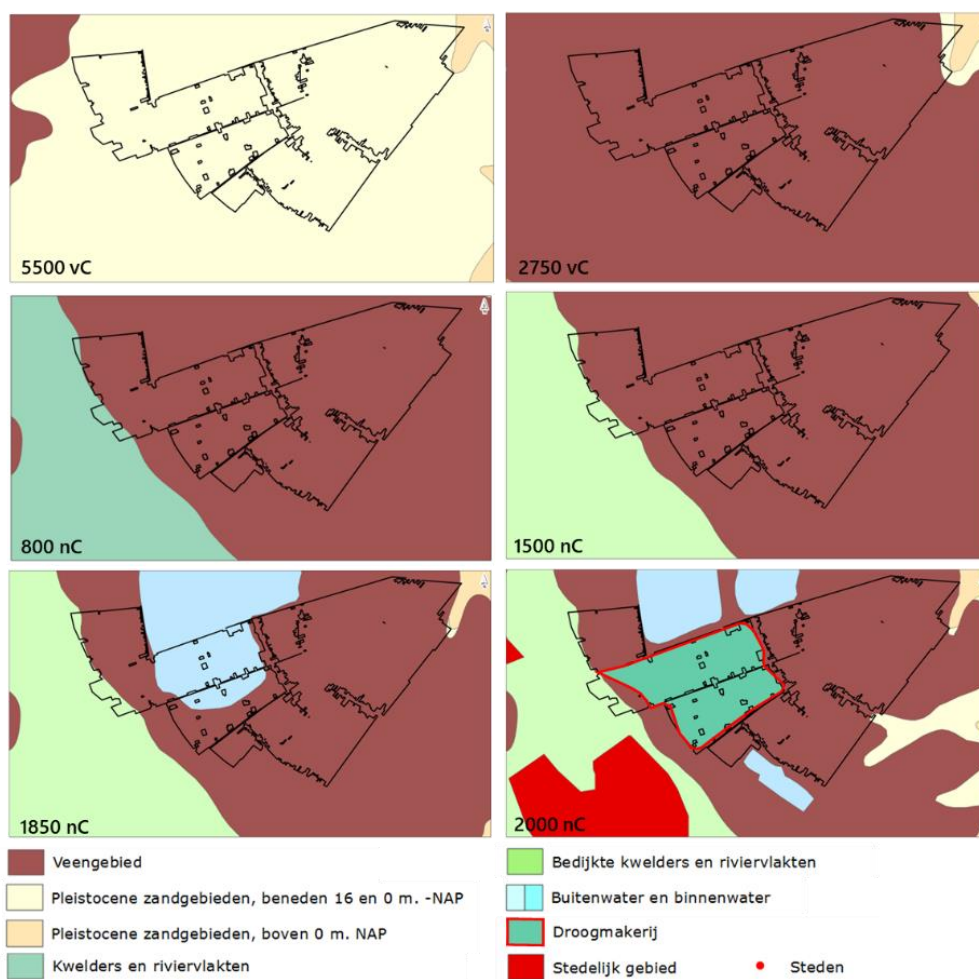 5500 vC
2750 vC
800 nC
1500 nC
1850 nC
2000 nC
Veengebied
Pleistocene zandgebieden, beneden 16 en 0 m. -NAP
Pleistocene zandgebieden, boven 0 m. NAP
Kwelders en riviervlakten
Bedijkte kwelders en riviervlakten
Buitenwater en binnenwater
Droogmakerij
Stedelijk gebied
Steden